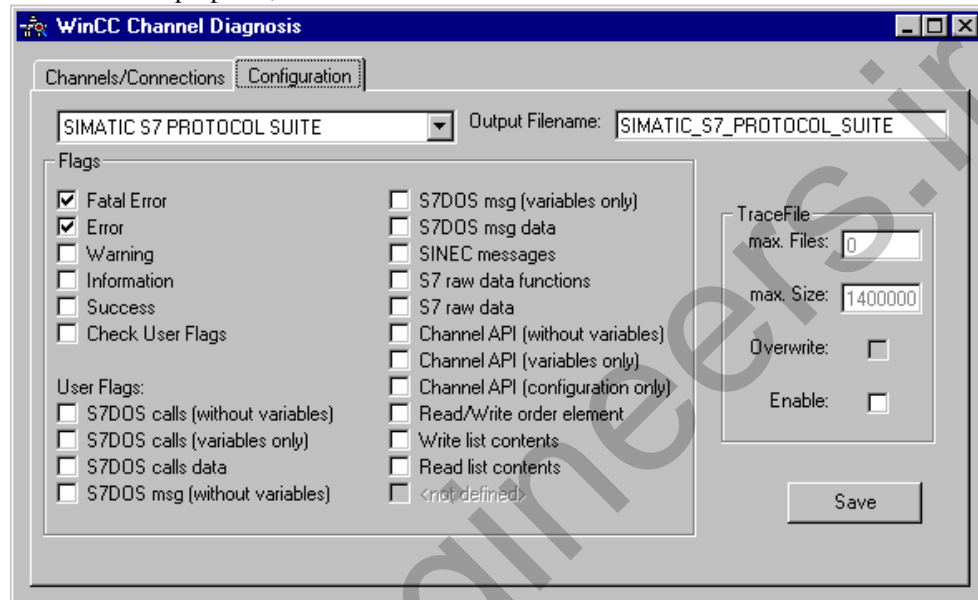 WinCC Channel Diagnosis
Channels/Connections Configuration
SIMATIC S7 PROTOCOL SUITE Output Filename: SIMATIC_S7_PROTOCOL_SUITE
Flags
Fatal Error
Error
Warning
Information
Success
Check User Flags
User Flags:
S7DOS calls (without variables)
S7DOS calls (variables only)
S7DOS calls data
S7DOS msg (without variables)
S7DOS msg (variables only)
S7DOS msg data
SINEC messages
S7 raw data functions
S7 raw data
Channel API (without variables)
Channel API (variables only)
Channel API (configuration only)
Read/Write order element
Write list contents
Read list contents
<not defined>
TraceFile
max. Files: 0
max. Size: 1400000
Overwrite:
Enable:
Save